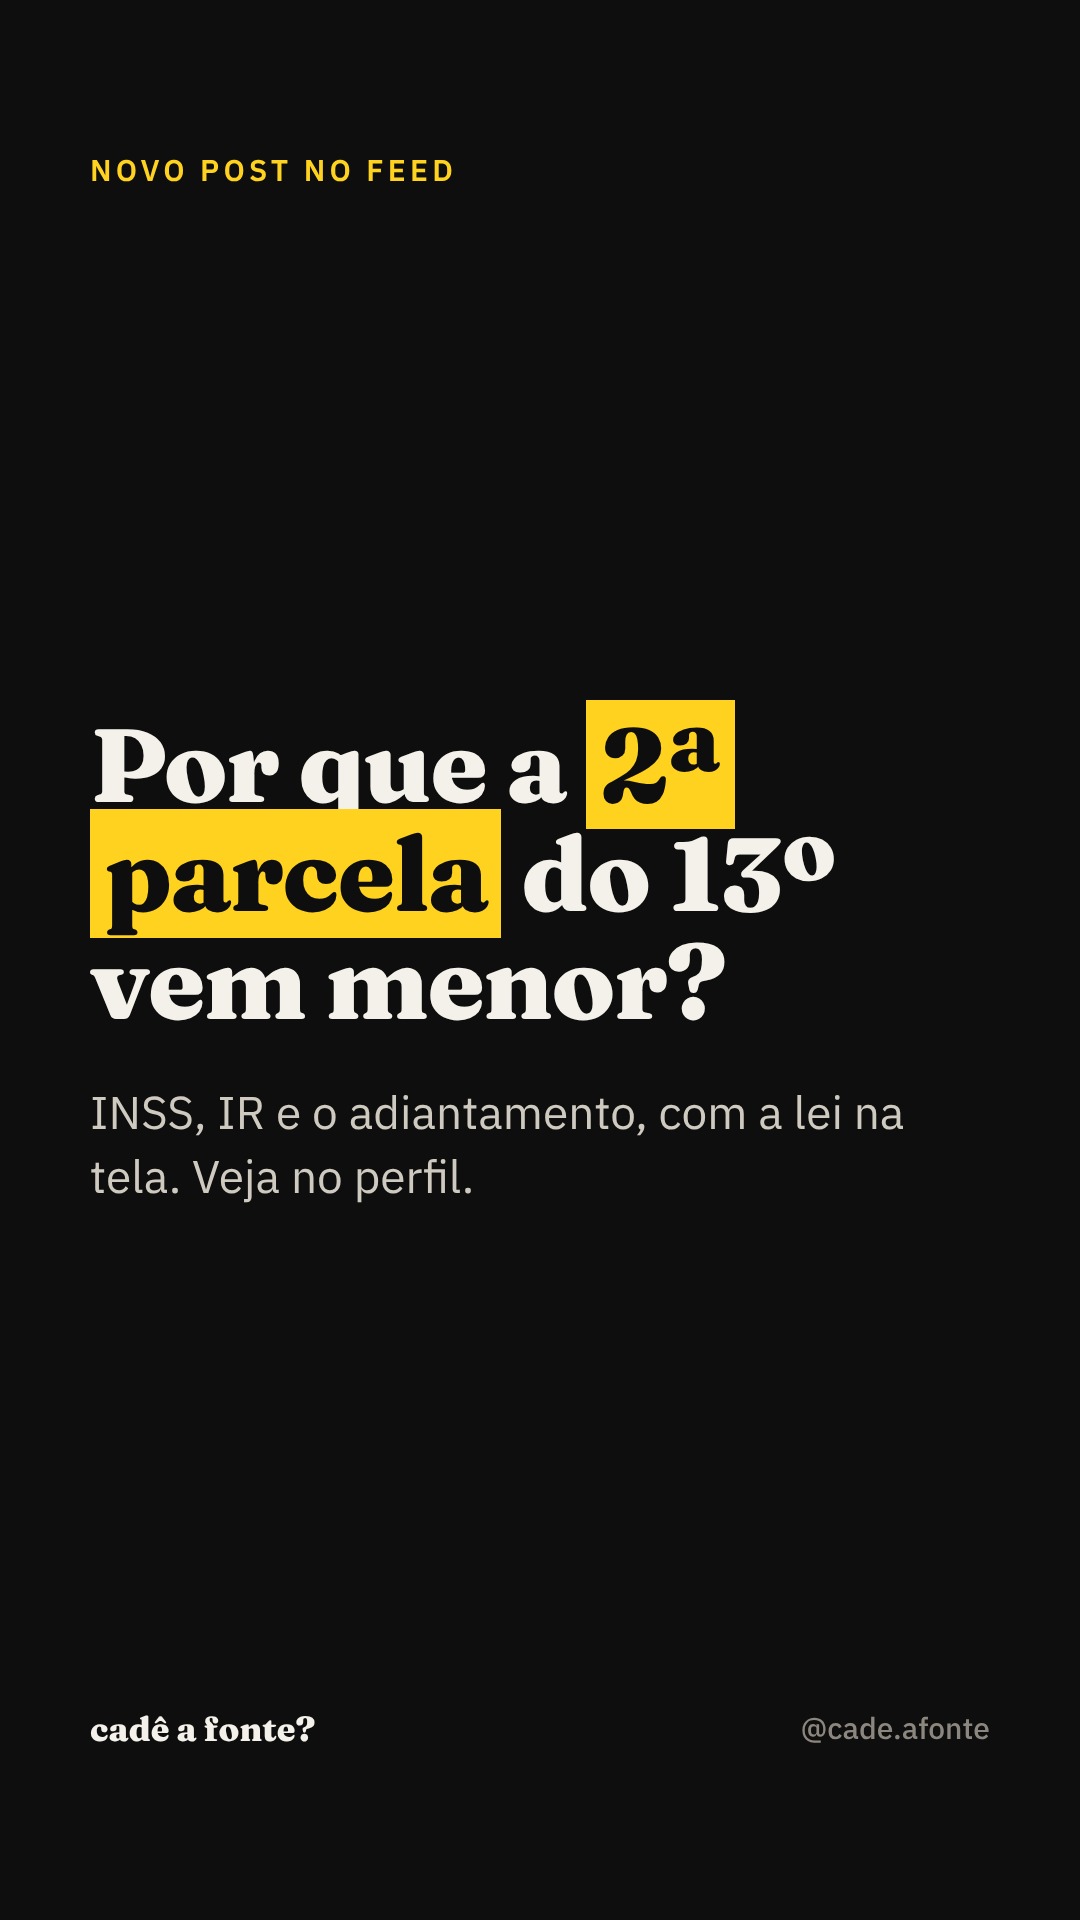 NOVO POST NO FEED
Por que a 2ª
parcela do 13º
vem menor?
INSS, IR e o adiantamento, com a lei na
tela. Veja no perfil.
cadê a fonte?
@cade.afonte